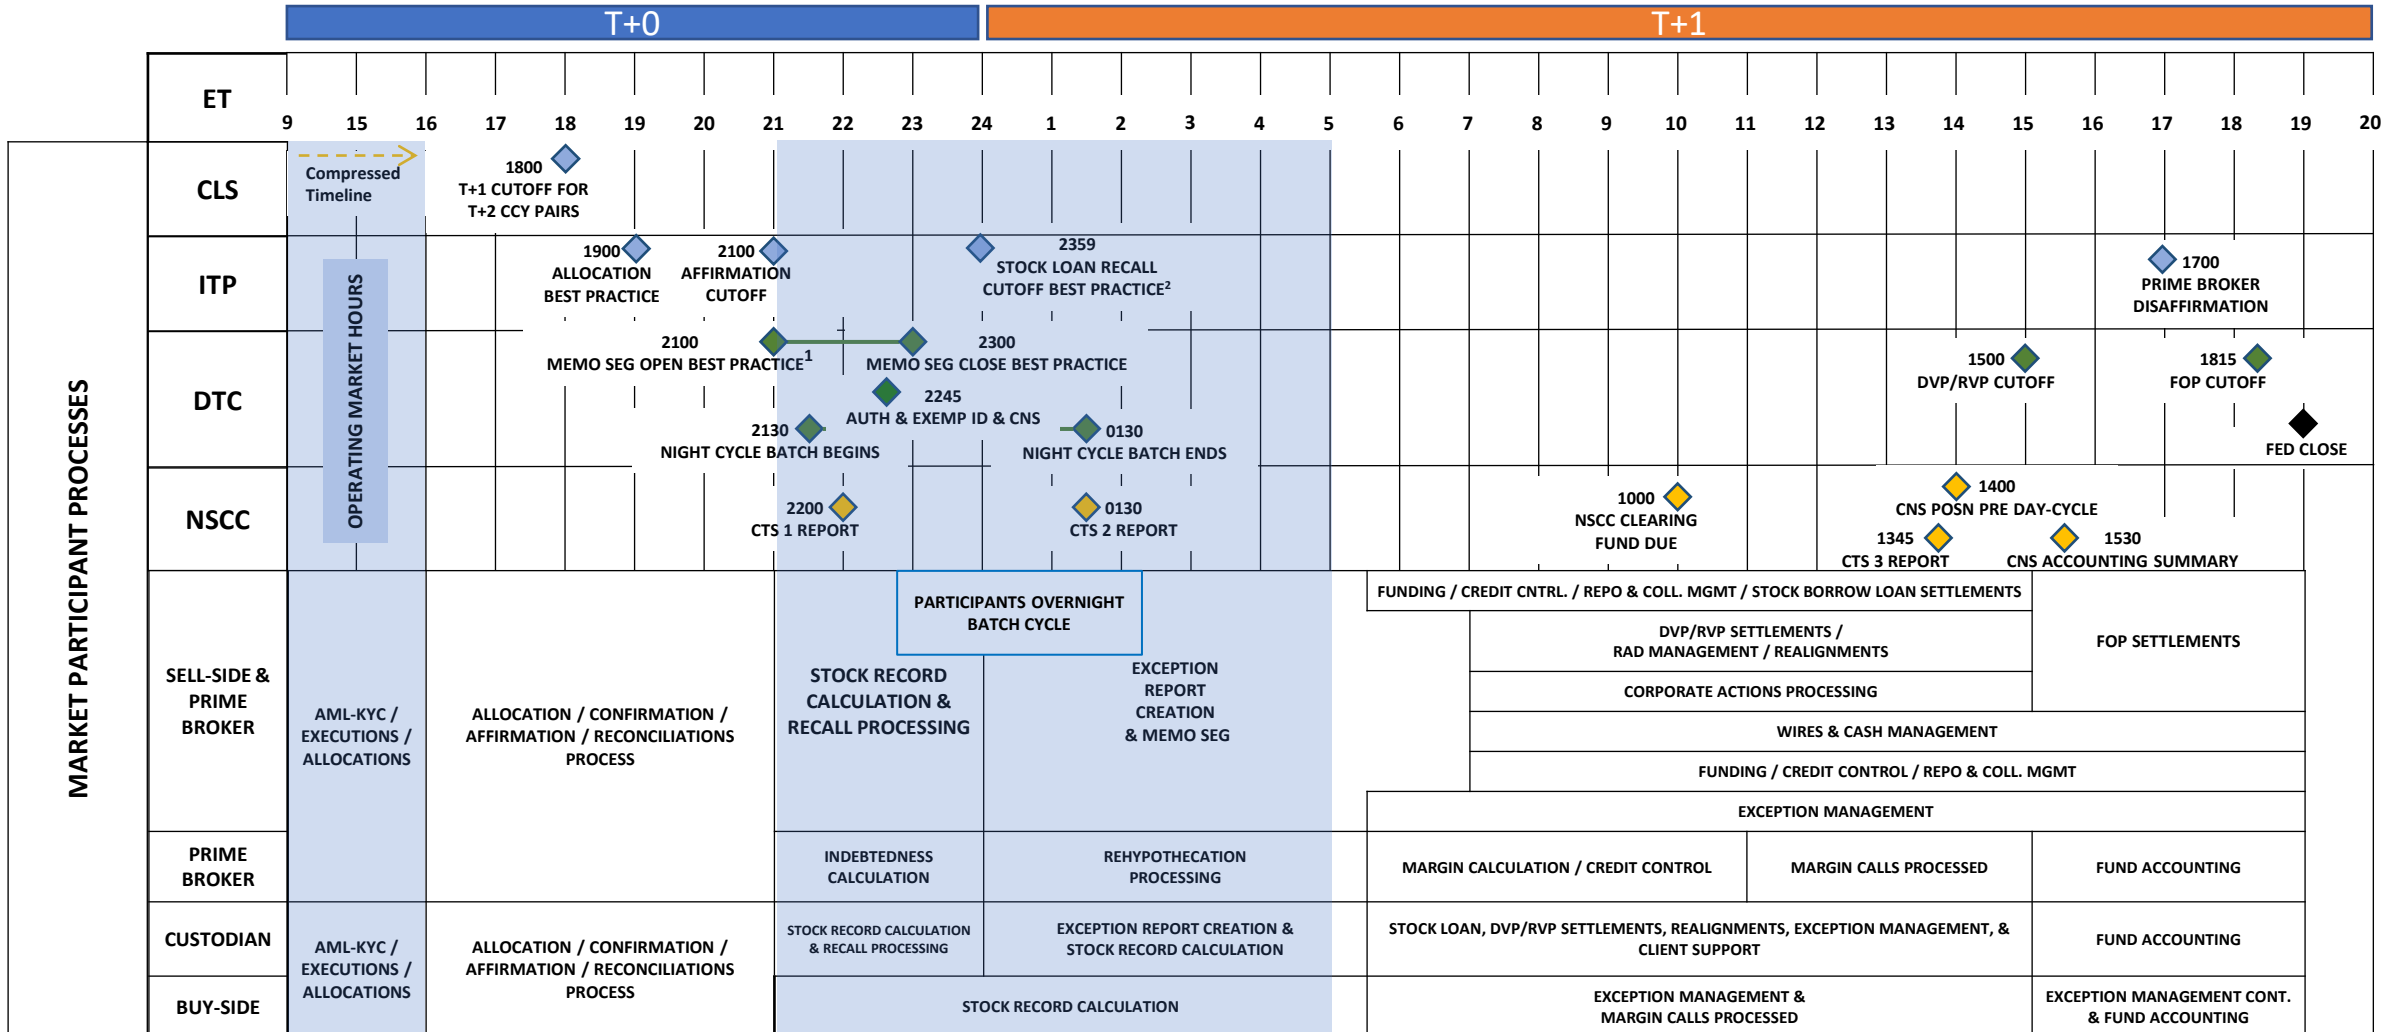 T+0
T+1
ET
9 15 16 17 18 19 20 21 22 23 24 1 2 3 4 5 6 7 8 9 10 11 12 13 14 15 16 17 18 19 20
MARKET PARTICIPANT PROCESSES
CLS
Compressed
Timeline
1800
T+1 CUTOFF FOR
T+2 CCY PAIRS
OPERATING MARKET HOURS
ITP
1900
ALLOCATION
BEST PRACTICE
2100
AFFIRMATION
CUTOFF
2359
STOCK LOAN RECALL
CUTOFF BEST PRACTICE²
1700
PRIME BROKER
DISAFFIRMATION
DTC
2100
MEMO SEG OPEN BEST PRACTICE¹
2300
MEMO SEG CLOSE BEST PRACTICE
2245
AUTH & EXEMP ID & CNS
2130
NIGHT CYCLE BATCH BEGINS
0130
NIGHT CYCLE BATCH ENDS
1500
DVP/RVP CUTOFF
1815
FOP CUTOFF
FED CLOSE
NSCC
2200
CTS 1 REPORT
0130
CTS 2 REPORT
1000
NSCC CLEARING
FUND DUE
1400
CNS POSN PRE DAY-CYCLE
1345
CTS 3 REPORT
1530
CNS ACCOUNTING SUMMARY
SELL-SIDE &
PRIME
BROKER
AML-KYC /
EXECUTIONS /
ALLOCATIONS
ALLOCATION / CONFIRMATION /
AFFIRMATION / RECONCILIATIONS
PROCESS
PARTICIPANTS OVERNIGHT
BATCH CYCLE
STOCK RECORD
CALCULATION &
RECALL PROCESSING
EXCEPTION
REPORT
CREATION
& MEMO SEG
FUNDING / CREDIT CNTRL. / REPO & COLL. MGMT / STOCK BORROW LOAN SETTLEMENTS
DVP/RVP SETTLEMENTS /
RAD MANAGEMENT / REALIGNMENTS
CORPORATE ACTIONS PROCESSING
FOP SETTLEMENTS
WIRES & CASH MANAGEMENT
FUNDING / CREDIT CONTROL / REPO & COLL. MGMT
EXCEPTION MANAGEMENT
PRIME
BROKER
INDEBTEDNESS
CALCULATION
REHYPOTHECATION
PROCESSING
MARGIN CALCULATION / CREDIT CONTROL
MARGIN CALLS PROCESSED
FUND ACCOUNTING
CUSTODIAN
AML-KYC /
EXECUTIONS /
ALLOCATIONS
ALLOCATION / CONFIRMATION /
AFFIRMATION / RECONCILIATIONS
PROCESS
STOCK RECORD CALCULATION
& RECALL PROCESSING
EXCEPTION REPORT CREATION &
STOCK RECORD CALCULATION
STOCK LOAN, DVP/RVP SETTLEMENTS, REALIGNMENTS, EXCEPTION MANAGEMENT, &
CLIENT SUPPORT
FUND ACCOUNTING
BUY-SIDE
STOCK RECORD CALCULATION
EXCEPTION MANAGEMENT &
MARGIN CALLS PROCESSED
EXCEPTION MANAGEMENT CONT.
& FUND ACCOUNTING